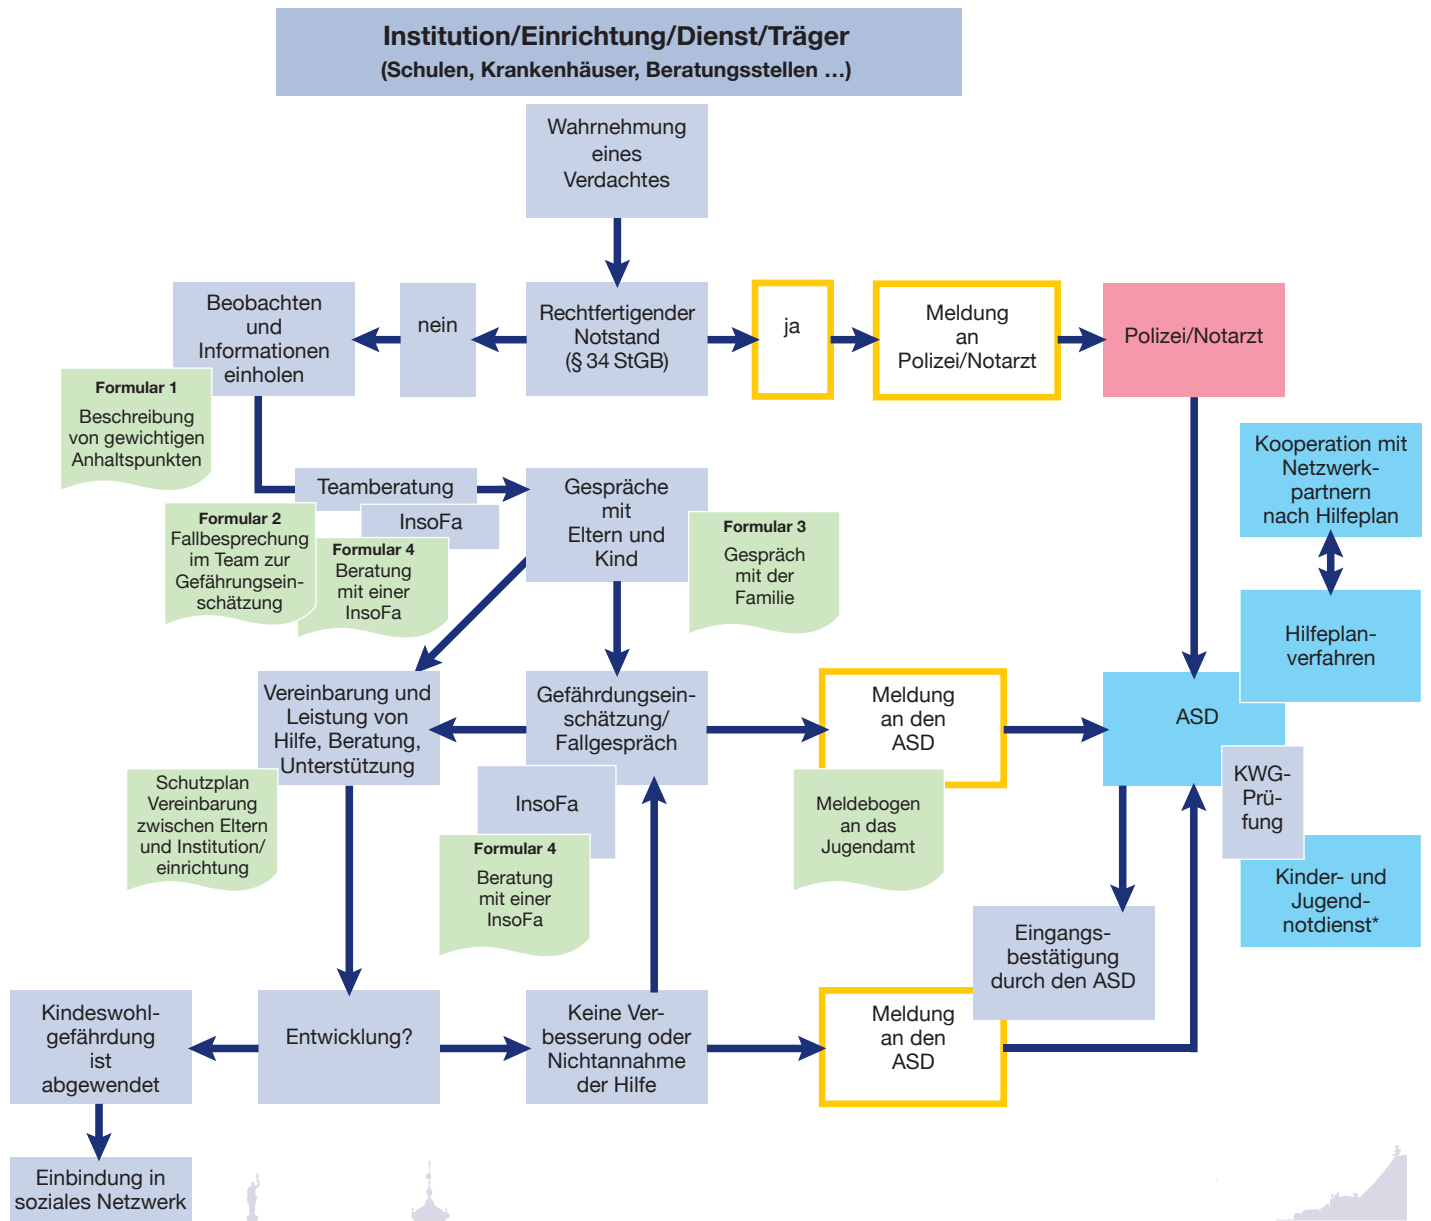 Institution/Einrichtung/Dienst/Träger
(Schulen, Krankenhäuser, Beratungsstellen …)
Wahrnehmung
eines
Verdachtes
Beobachten
und
Informationen
einholen
nein
Rechtfertigender
Notstand
(§ 34 StGB)
ja
Meldung
an
Polizei/Notarzt
Polizei/Notarzt
Formular 1
Beschreibung
von gewichtigen
Anhaltspunkten
Teamberatung
InsoFa
Formular 2
Fallbesprechung
im Team zur
Gefährungsein-
schätzung
Formular 4
Beratung
mit einer
InsoFa
Gespräche
mit
Eltern und
Kind
Formular 3
Gespräch
mit der
Familie
Kooperation mit
Netzwerk-
partnern
nach Hilfeplan
Hilfeplan-
verfahren
Vereinbarung und
Leistung von
Hilfe, Beratung,
Unterstützung
Schutzplan
Vereinbarung
zwischen Eltern
und Institution/
einrichtung
Gefährdungsein-
schätzung/
Fallgespräch
InsoFa
Formular 4
Beratung
mit einer
InsoFa
Meldung
an den
ASD
Meldebogen
an das
Jugendamt
ASD
KWG-
Prü-
fung
Kinder- und
Jugend-
notdienst*
Eingangs-
bestätigung
durch den ASD
Kindeswohl-
gefährdung
ist
abgewendet
Entwicklung?
Keine Ver-
besserung oder
Nichtannahme
der Hilfe
Meldung
an den
ASD
Einbindung in
soziales Netzwerk